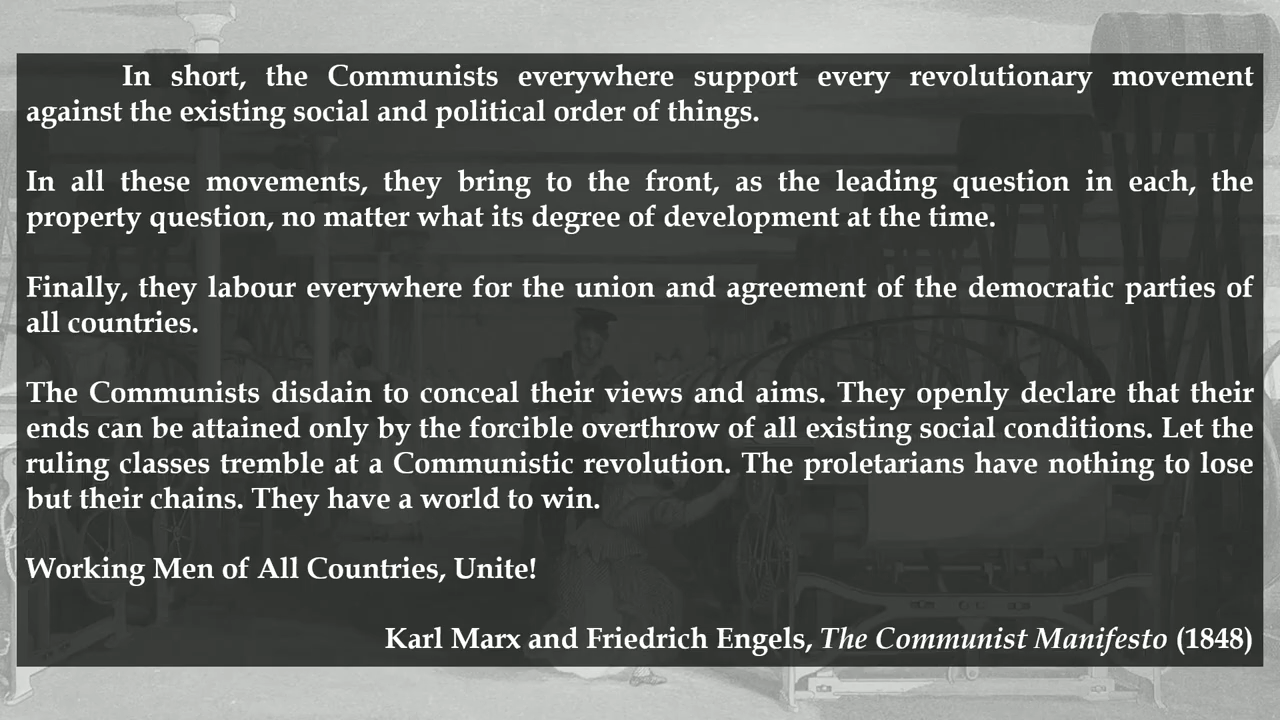 In short, the Communists everywhere support every revolutionary movement
against the existing social and political order of things.
In all these movements, they bring to the front, as the leading question in each, the
property question, no matter what its degree of development at the time.
Finally, they labour everywhere for the union and agreement of the democratic parties of
all countries.
The Communists disdain to conceal their views and aims. They openly declare that their
ends can be attained only by the forcible overthrow of all existing social conditions. Let the
ruling classes tremble at a Communistic revolution. The proletarians have nothing to lose
but their chains. They have a world to win.
Working Men of All Countries, Unite!
Karl Marx and Friedrich Engels, The Communist Manifesto (1848)